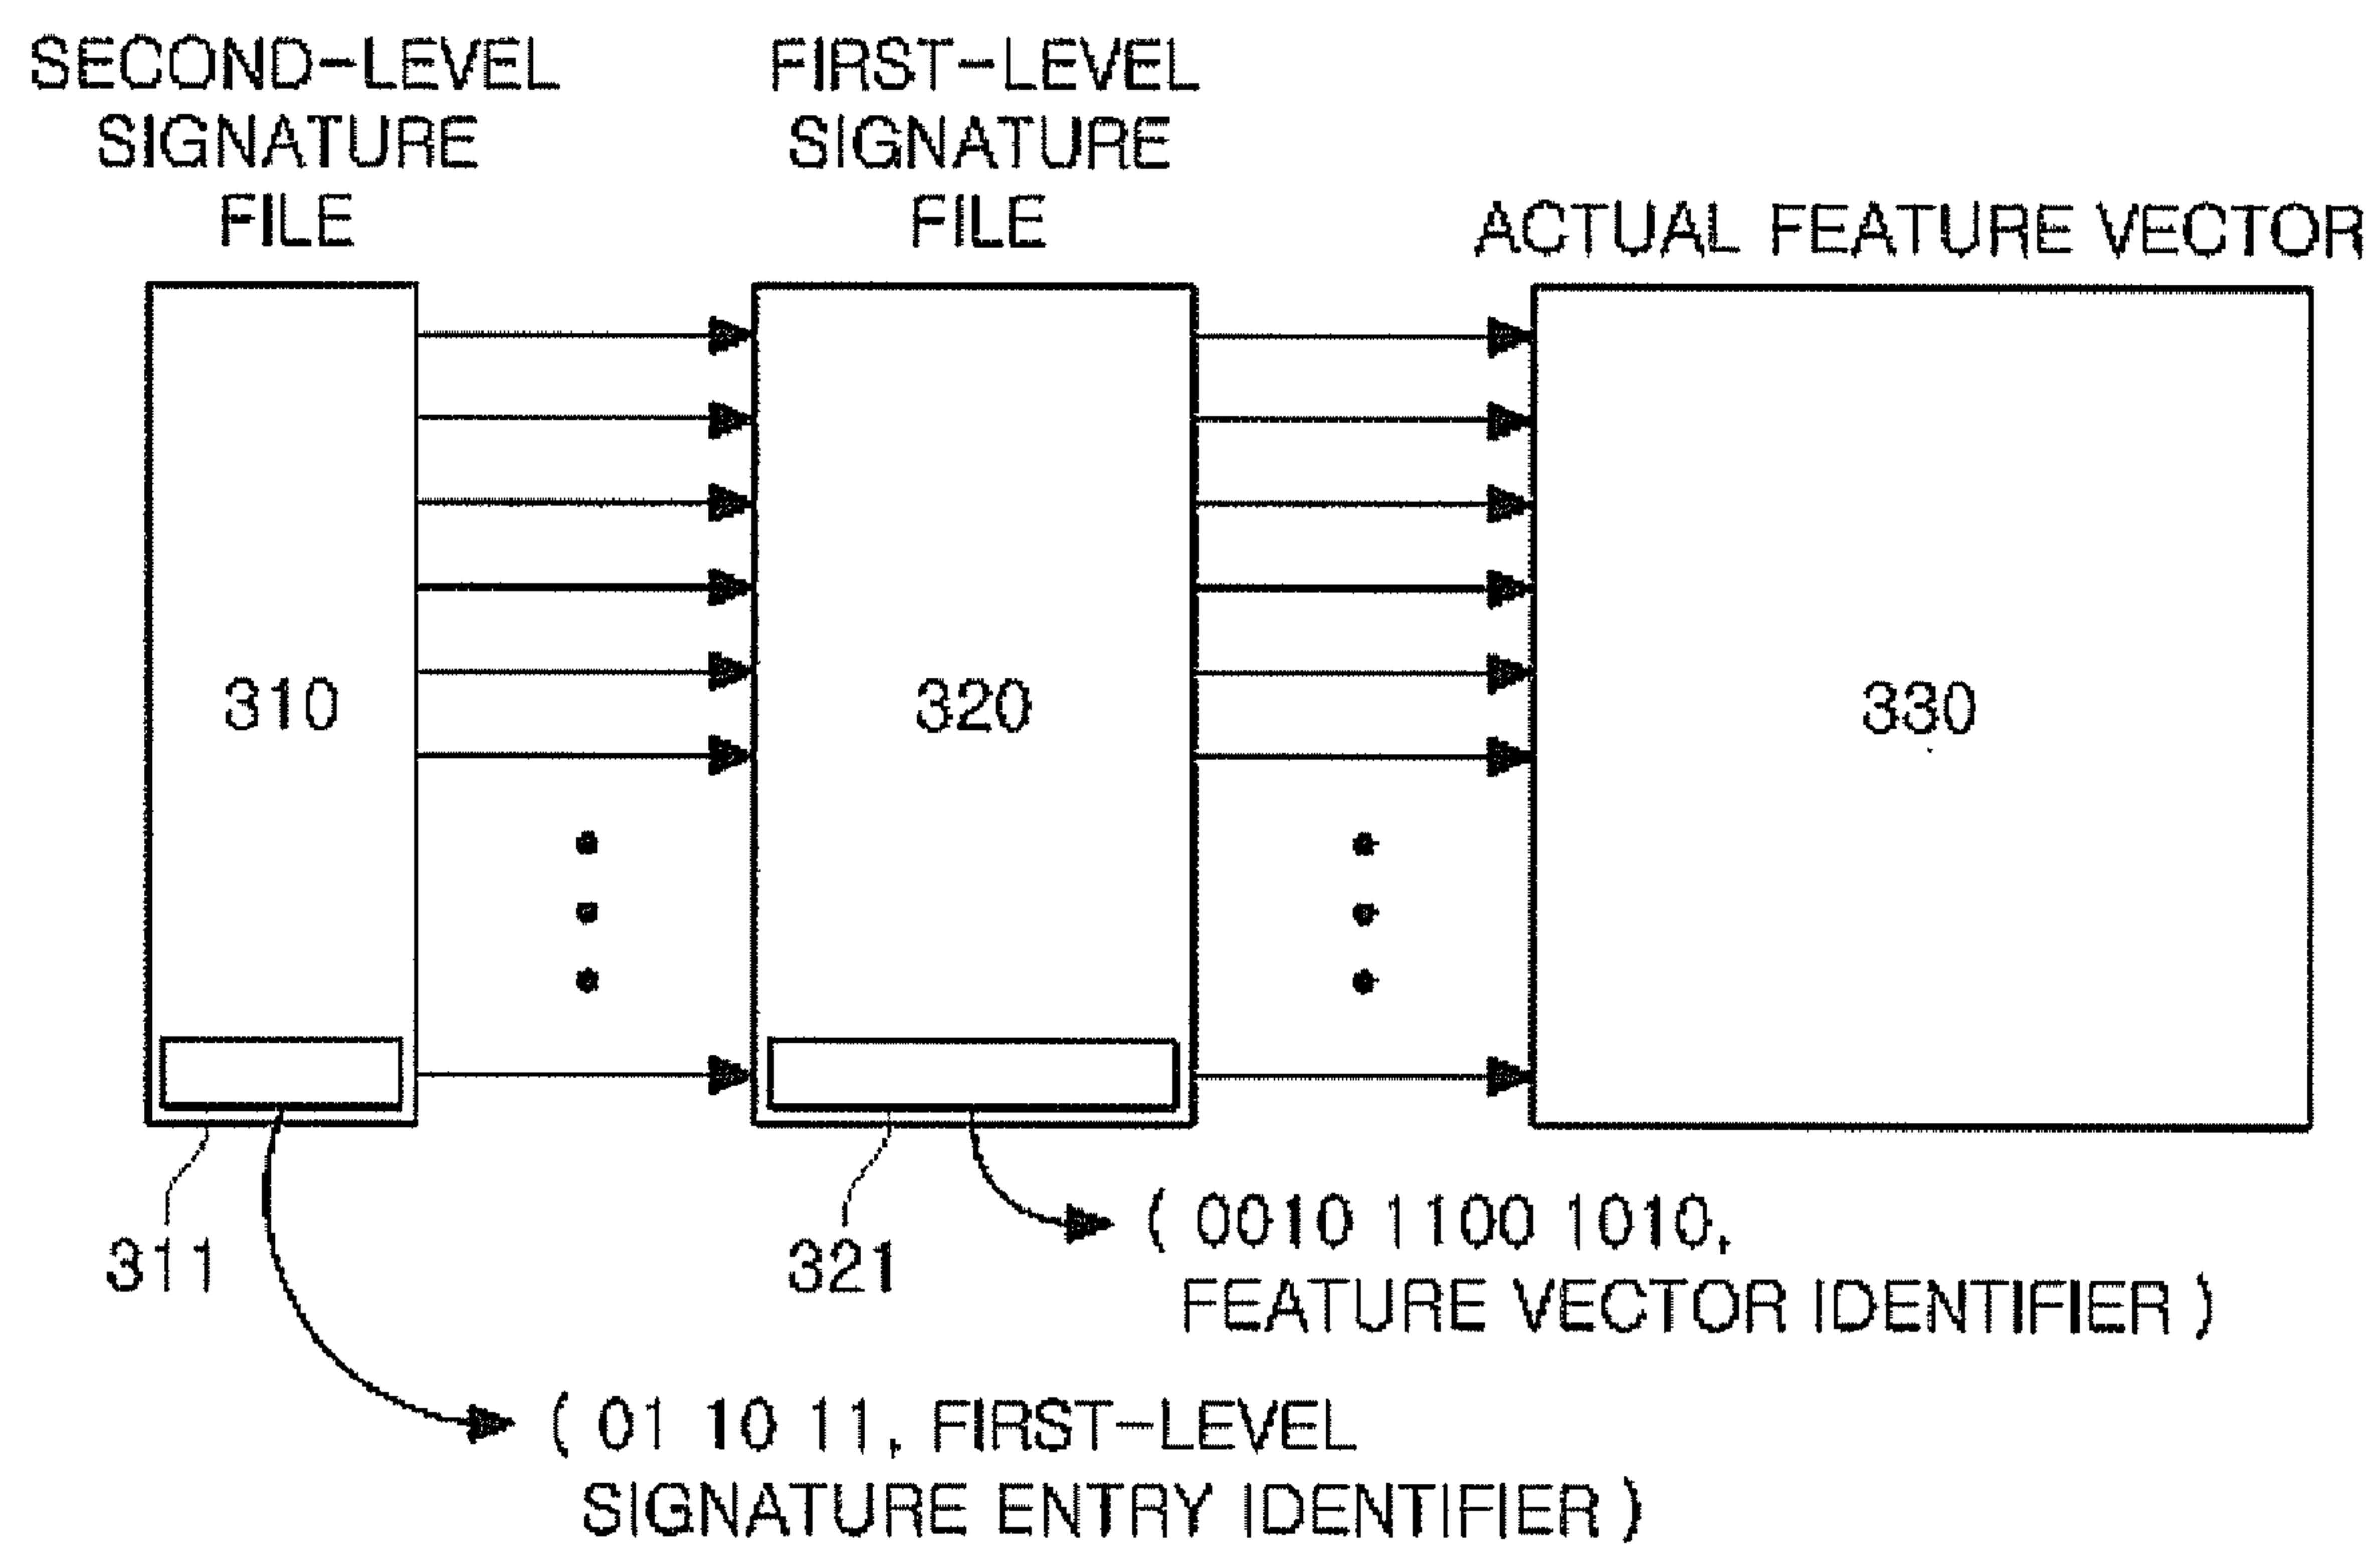 SECOND-LEVEL
SIGNATURE
FILE
FIRST-LEVEL
SIGNATURE
FILE
ACTUAL FEATURE VECTOR
310
320
330
311
321
( 0010 1100 1010,
FEATURE VECTOR IDENTIFIER )
( 01 10 11, FIRST-LEVEL
SIGNATURE ENTRY IDENTIFIER )